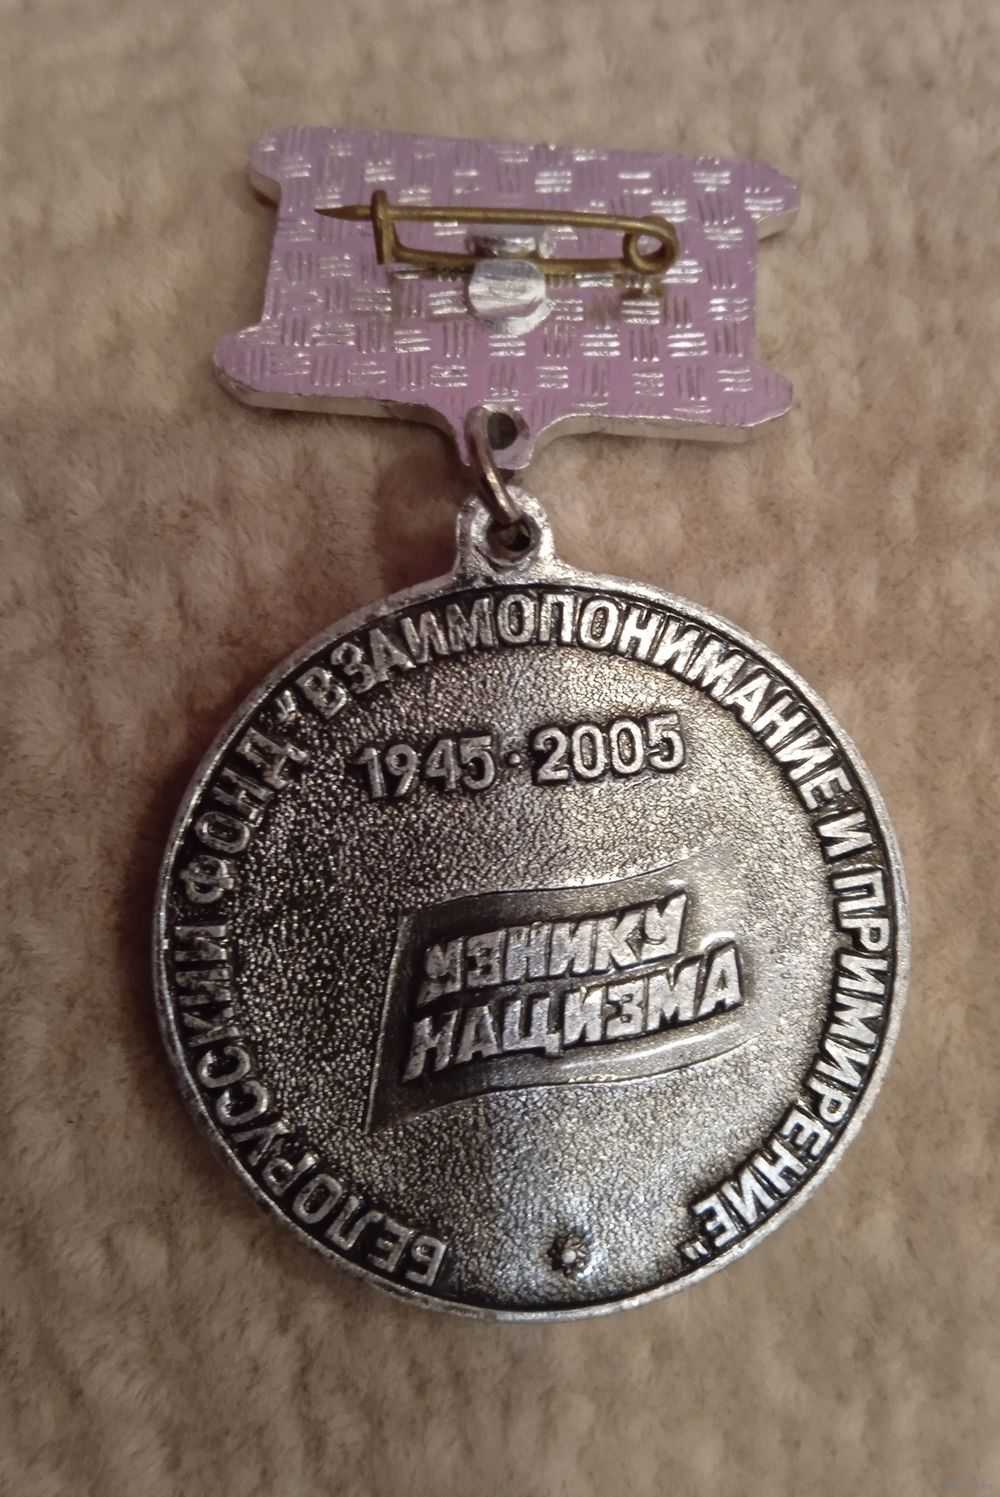 БЕЛОРУССКИЙ ФОНД "ВЗАИМОПОНИМАНИЕ И ПРИМИРЕНИЕ"
1945 · 2005
УЗНИКУ
НАЦИЗМА